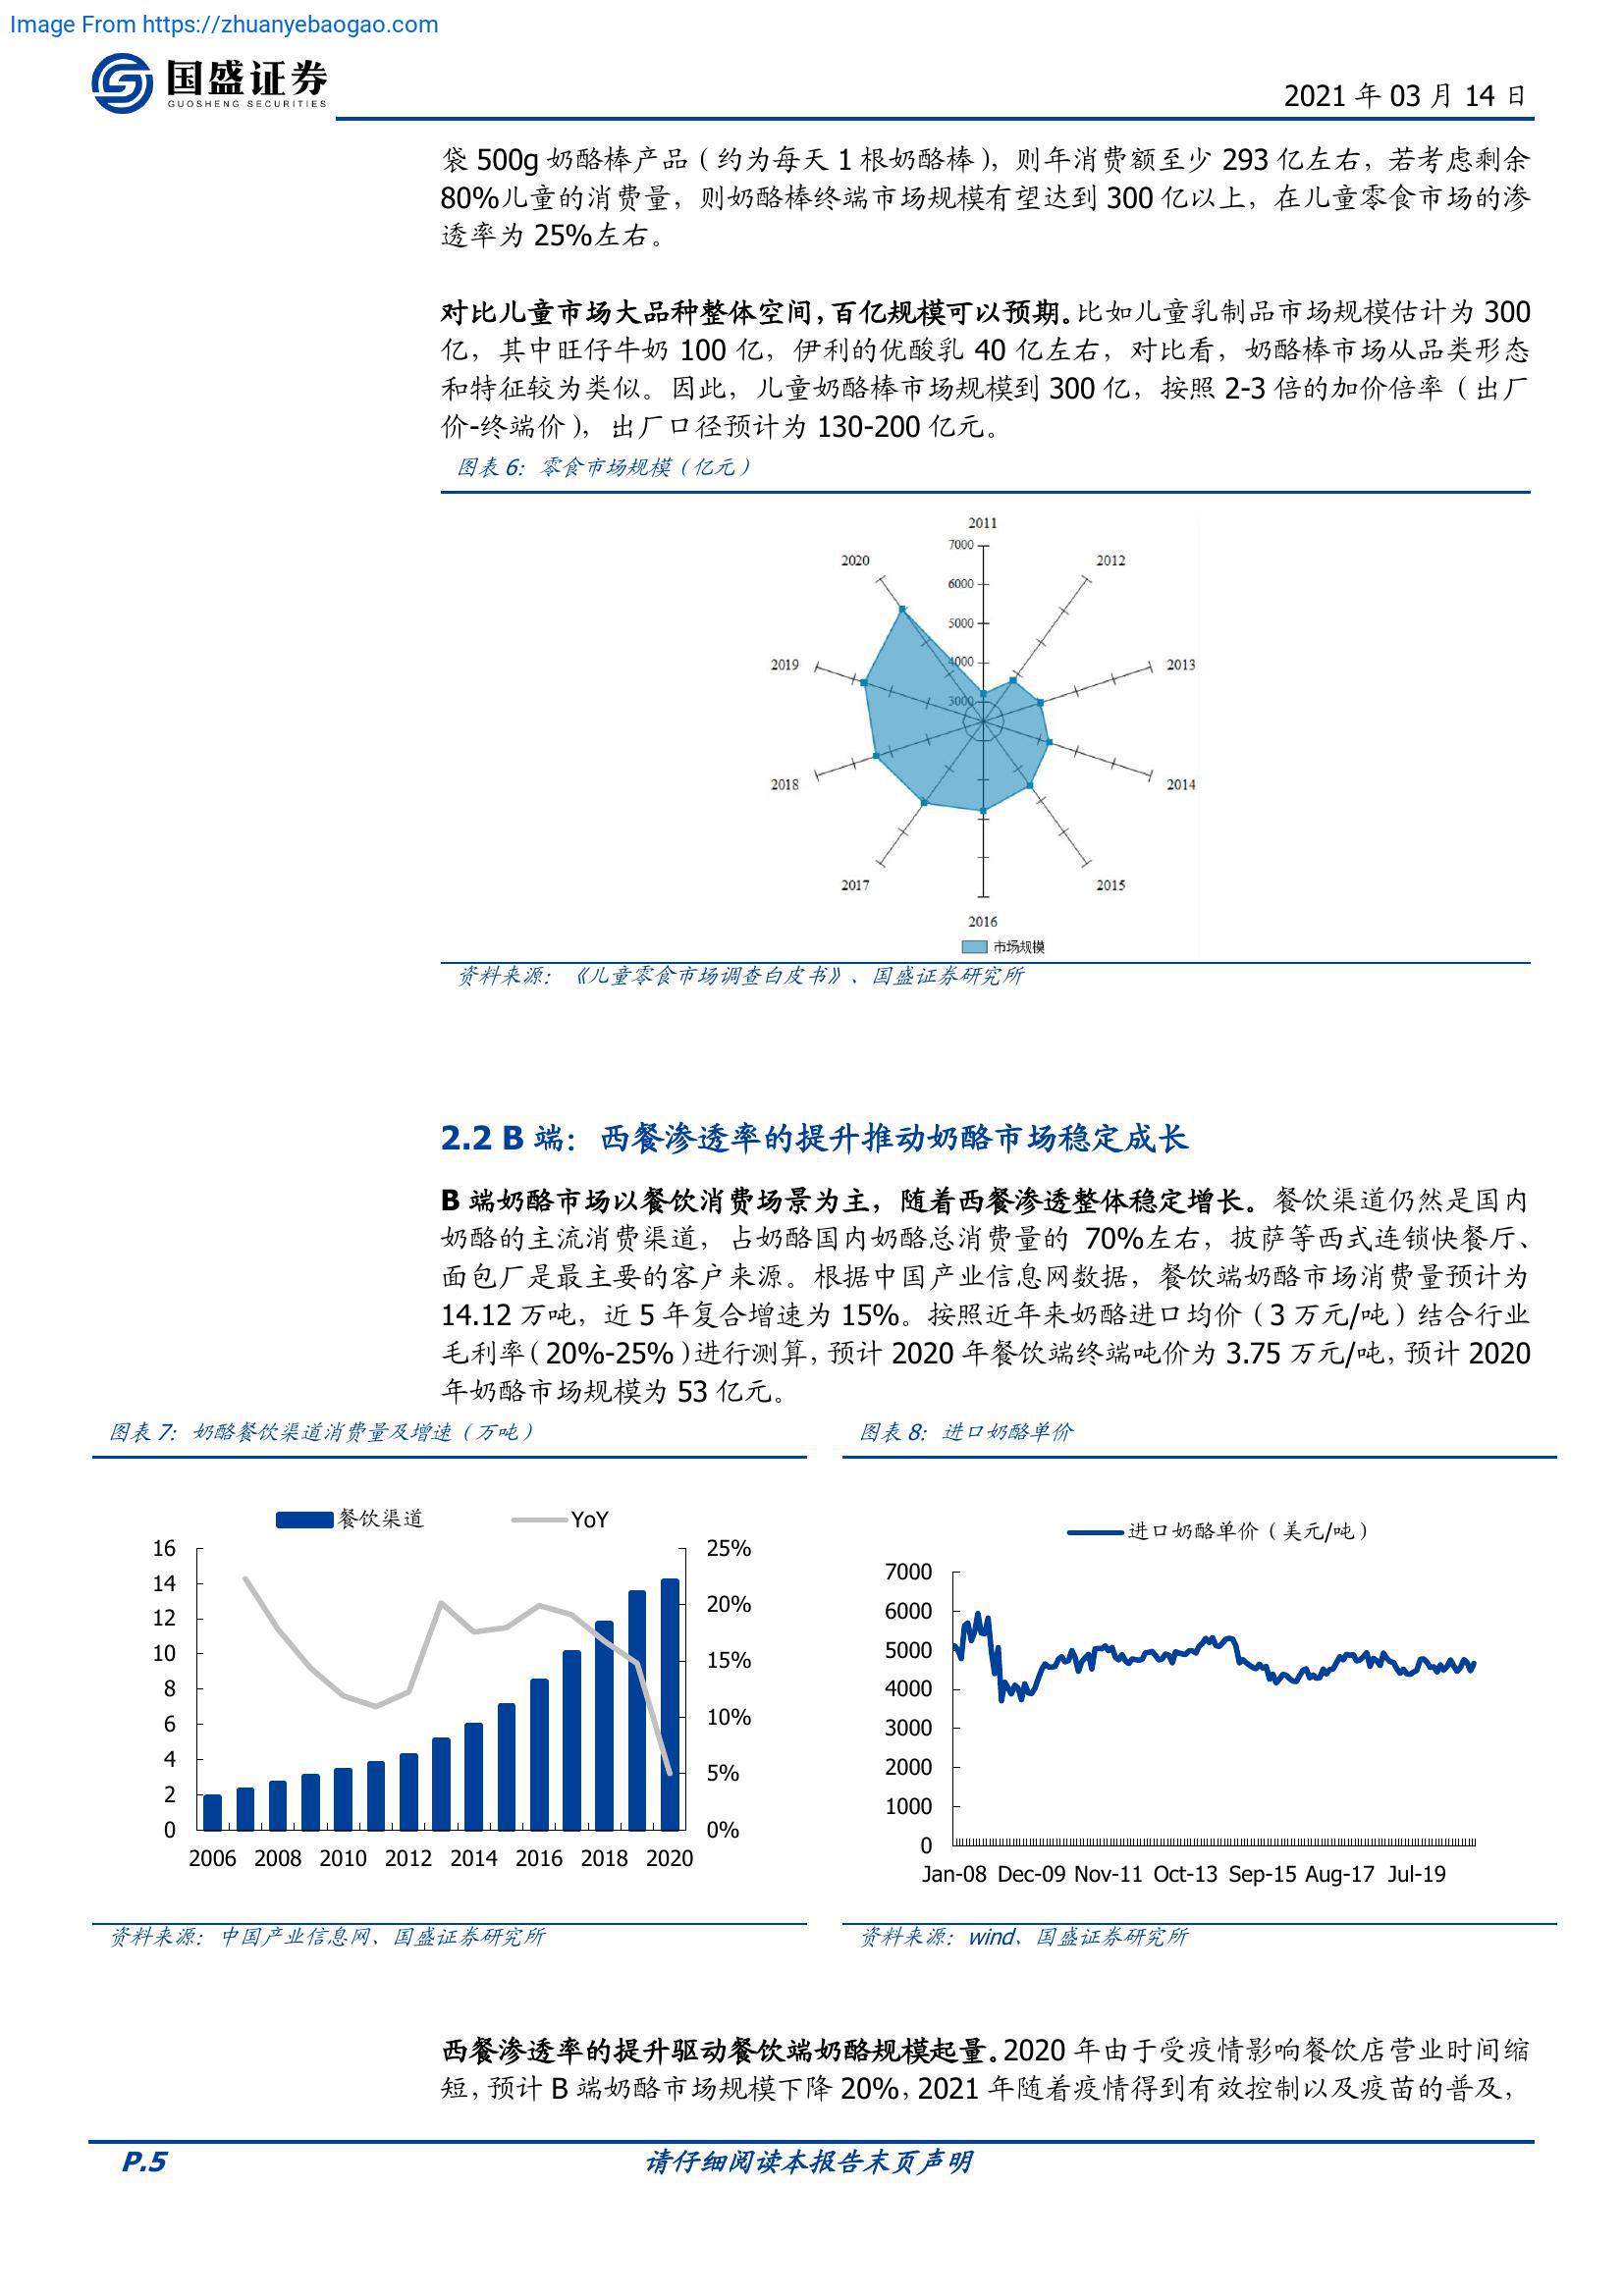 Image From https://zhuanyebaogao.com
国盛证券
GUOSHENG SECURITIES
2021 年 03 月 14 日
袋 500g 奶酪棒产品（约为每天 1 根奶酪棒），则年消费额至少 293 亿左右，若考虑剩余
80%儿童的消费量，则奶酪棒终端市场规模有望达到 300 亿以上，在儿童零食市场的渗
透率为 25%左右。
对比儿童市场大品种整体空间，百亿规模可以预期。比如儿童乳制品市场规模估计为 300
亿，其中旺仔牛奶 100 亿，伊利的优酸乳 40 亿左右，对比看，奶酪棒市场从品类形态
和特征较为类似。因此，儿童奶酪棒市场规模到 300 亿，按照 2-3 倍的加价倍率（出厂
价-终端价），出厂口径预计为 130-200 亿元。
图表 6：零食市场规模（亿元）
2011
7000
2020
2012
6000
5000
2019
4000
2013
3000
2018
2014
2017
2015
2016
市场规模
资料来源：《儿童零食市场调查白皮书》、国盛证券研究所
2.2 B 端：西餐渗透率的提升推动奶酪市场稳定成长
B 端奶酪市场以餐饮消费场景为主，随着西餐渗透整体稳定增长。餐饮渠道仍然是国内
奶酪的主流消费渠道，占奶酪国内奶酪总消费量的 70%左右，披萨等西式连锁快餐厅、
面包厂是最主要的客户来源。根据中国产业信息网数据，餐饮端奶酪市场消费量预计为
14.12 万吨，近 5 年复合增速为 15%。按照近年来奶酪进口均价（3 万元/吨）结合行业
毛利率（20%-25%）进行测算，预计 2020 年餐饮端终端吨价为 3.75 万元/吨，预计 2020
年奶酪市场规模为 53 亿元。
图表 7：奶酪餐饮渠道消费量及增速（万吨）
餐饮渠道 YoY
16 25%
14
12 20%
10 15%
8
6 10%
4 5%
2
0 0%
2006 2008 2010 2012 2014 2016 2018 2020
资料来源：中国产业信息网、国盛证券研究所
图表 8：进口奶酪单价
进口奶酪单价（美元/吨）
7000
6000
5000
4000
3000
2000
1000
0
Jan-08 Dec-09 Nov-11 Oct-13 Sep-15 Aug-17 Jul-19
资料来源：wind、国盛证券研究所
西餐渗透率的提升驱动餐饮端奶酪规模起量。2020 年由于受疫情影响餐饮店营业时间缩
短，预计 B 端奶酪市场规模下降 20%，2021 年随着疫情得到有效控制以及疫苗的普及，
P.5
请仔细阅读本报告末页声明